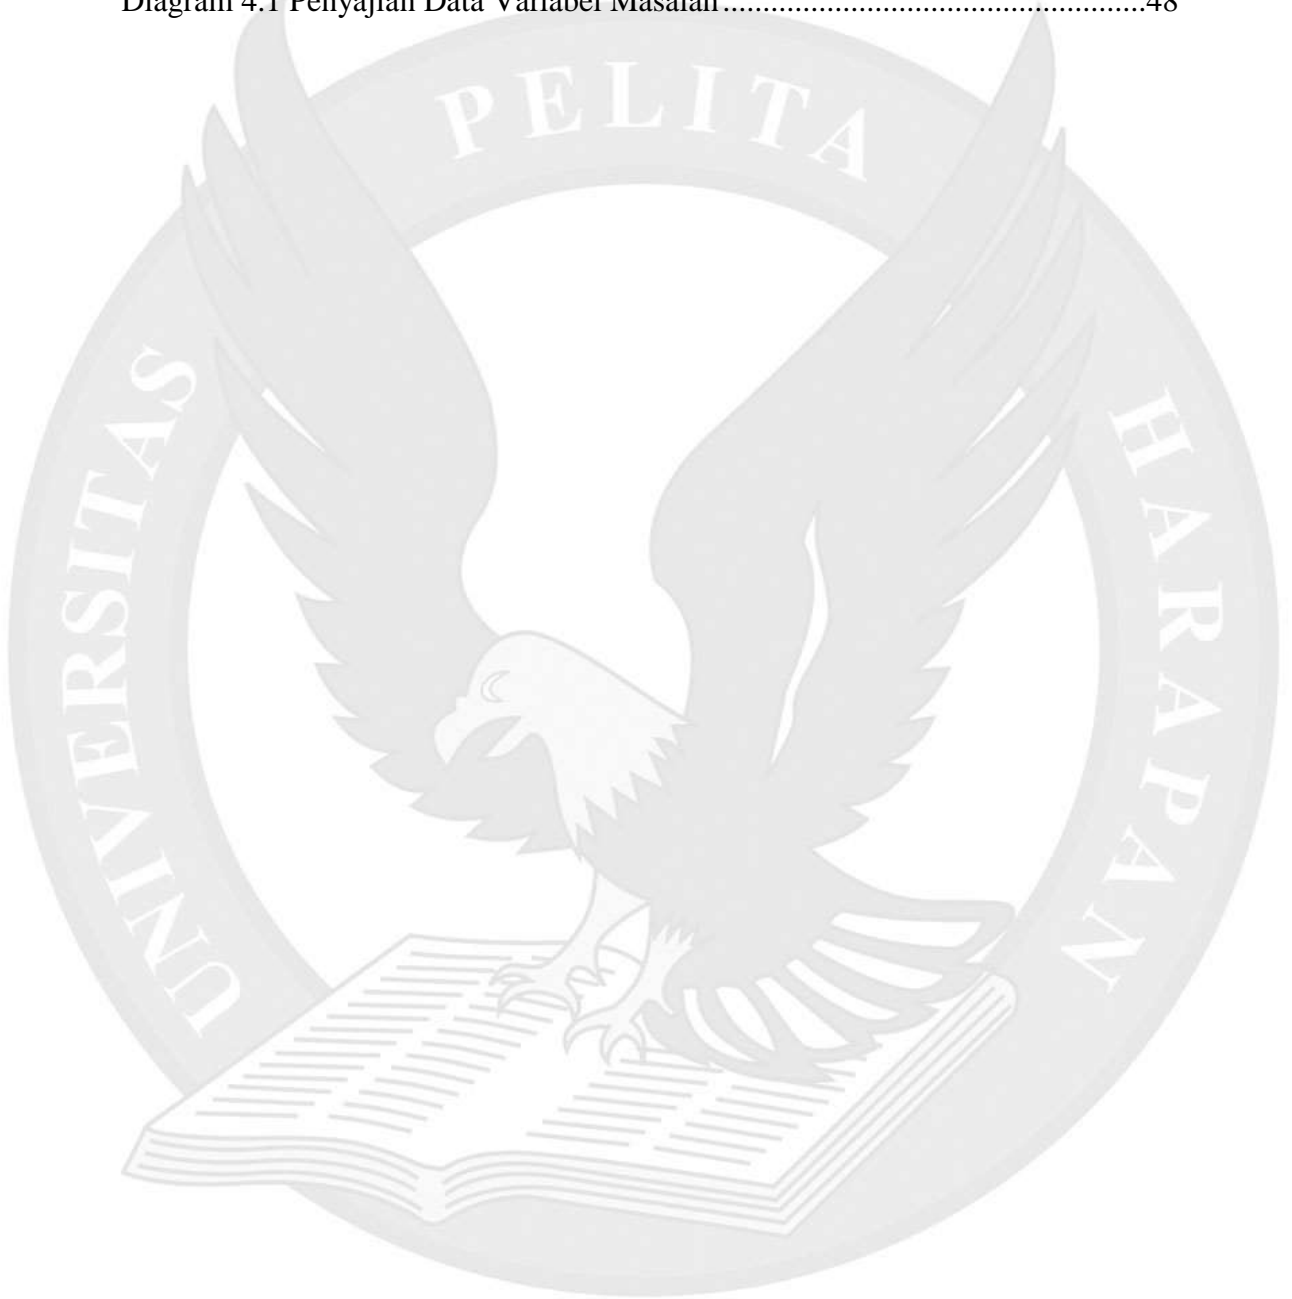 Diagram 4.1 Penyajian Data Variabel Masalah.....................................................48
PELITA
UNIVERSITAS
HARAPAN